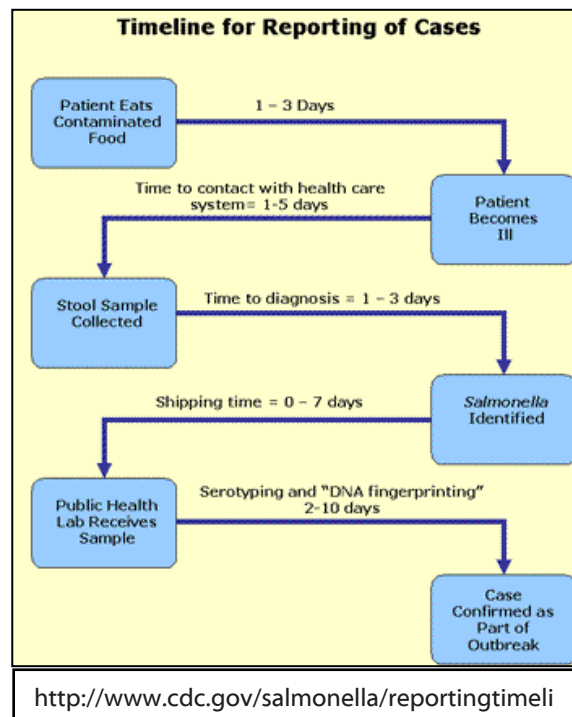 Timeline for Reporting of Cases
Patient Eats
Contaminated
Food
1 – 3 Days
Patient
Becomes
Ill
Time to contact with health care
system= 1-5 days
Stool Sample
Collected
Time to diagnosis = 1 – 3 days
Salmonella
Identified
Shipping time = 0 – 7 days
Public Health
Lab Receives
Sample
Serotyping and "DNA fingerprinting"
2-10 days
Case
Confirmed as
Part of
Outbreak
http://www.cdc.gov/salmonella/reportingtimeli